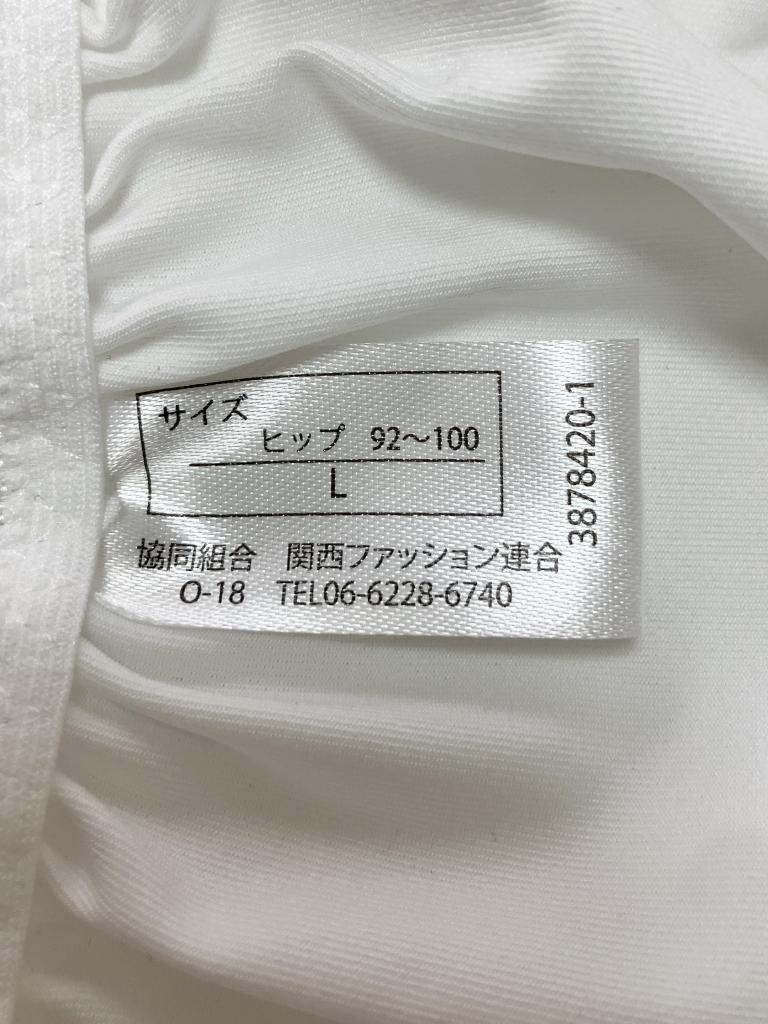 サイズ
ヒップ 92～100
L
協同組合 関西ファッション連合
O-18 TEL06-6228-6740
3878420-1